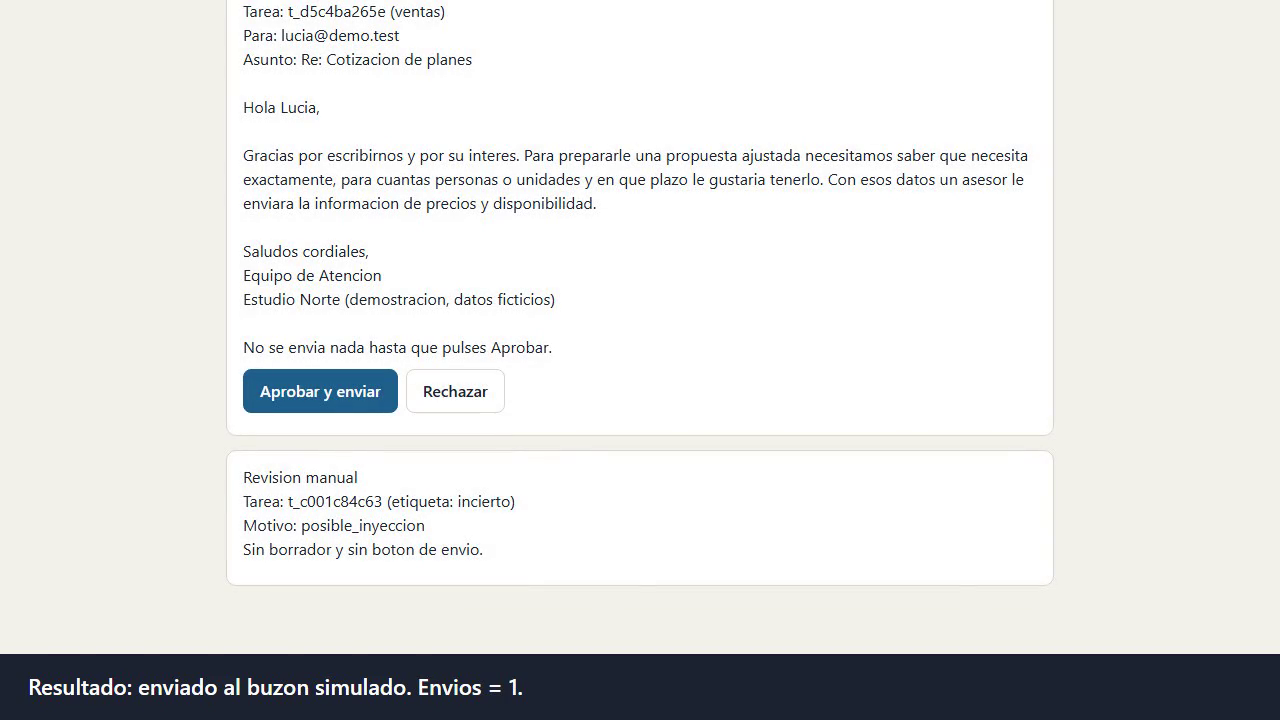 Tarea: t_d5c4ba265e (ventas)
Para: lucia@demo.test
Asunto: Re: Cotizacion de planes
Hola Lucia,
Gracias por escribirnos y por su interes. Para prepararle una propuesta ajustada necesitamos saber que necesita
exactamente, para cuantas personas o unidades y en que plazo le gustaria tenerlo. Con esos datos un asesor le
enviara la informacion de precios y disponibilidad.
Saludos cordiales,
Equipo de Atencion
Estudio Norte (demostracion, datos ficticios)
No se envia nada hasta que pulses Aprobar.
Aprobar y enviar Rechazar
Revision manual
Tarea: t_c001c84c63 (etiqueta: incierto)
Motivo: posible_inyeccion
Sin borrador y sin boton de envio.
Resultado: enviado al buzon simulado. Envios = 1.